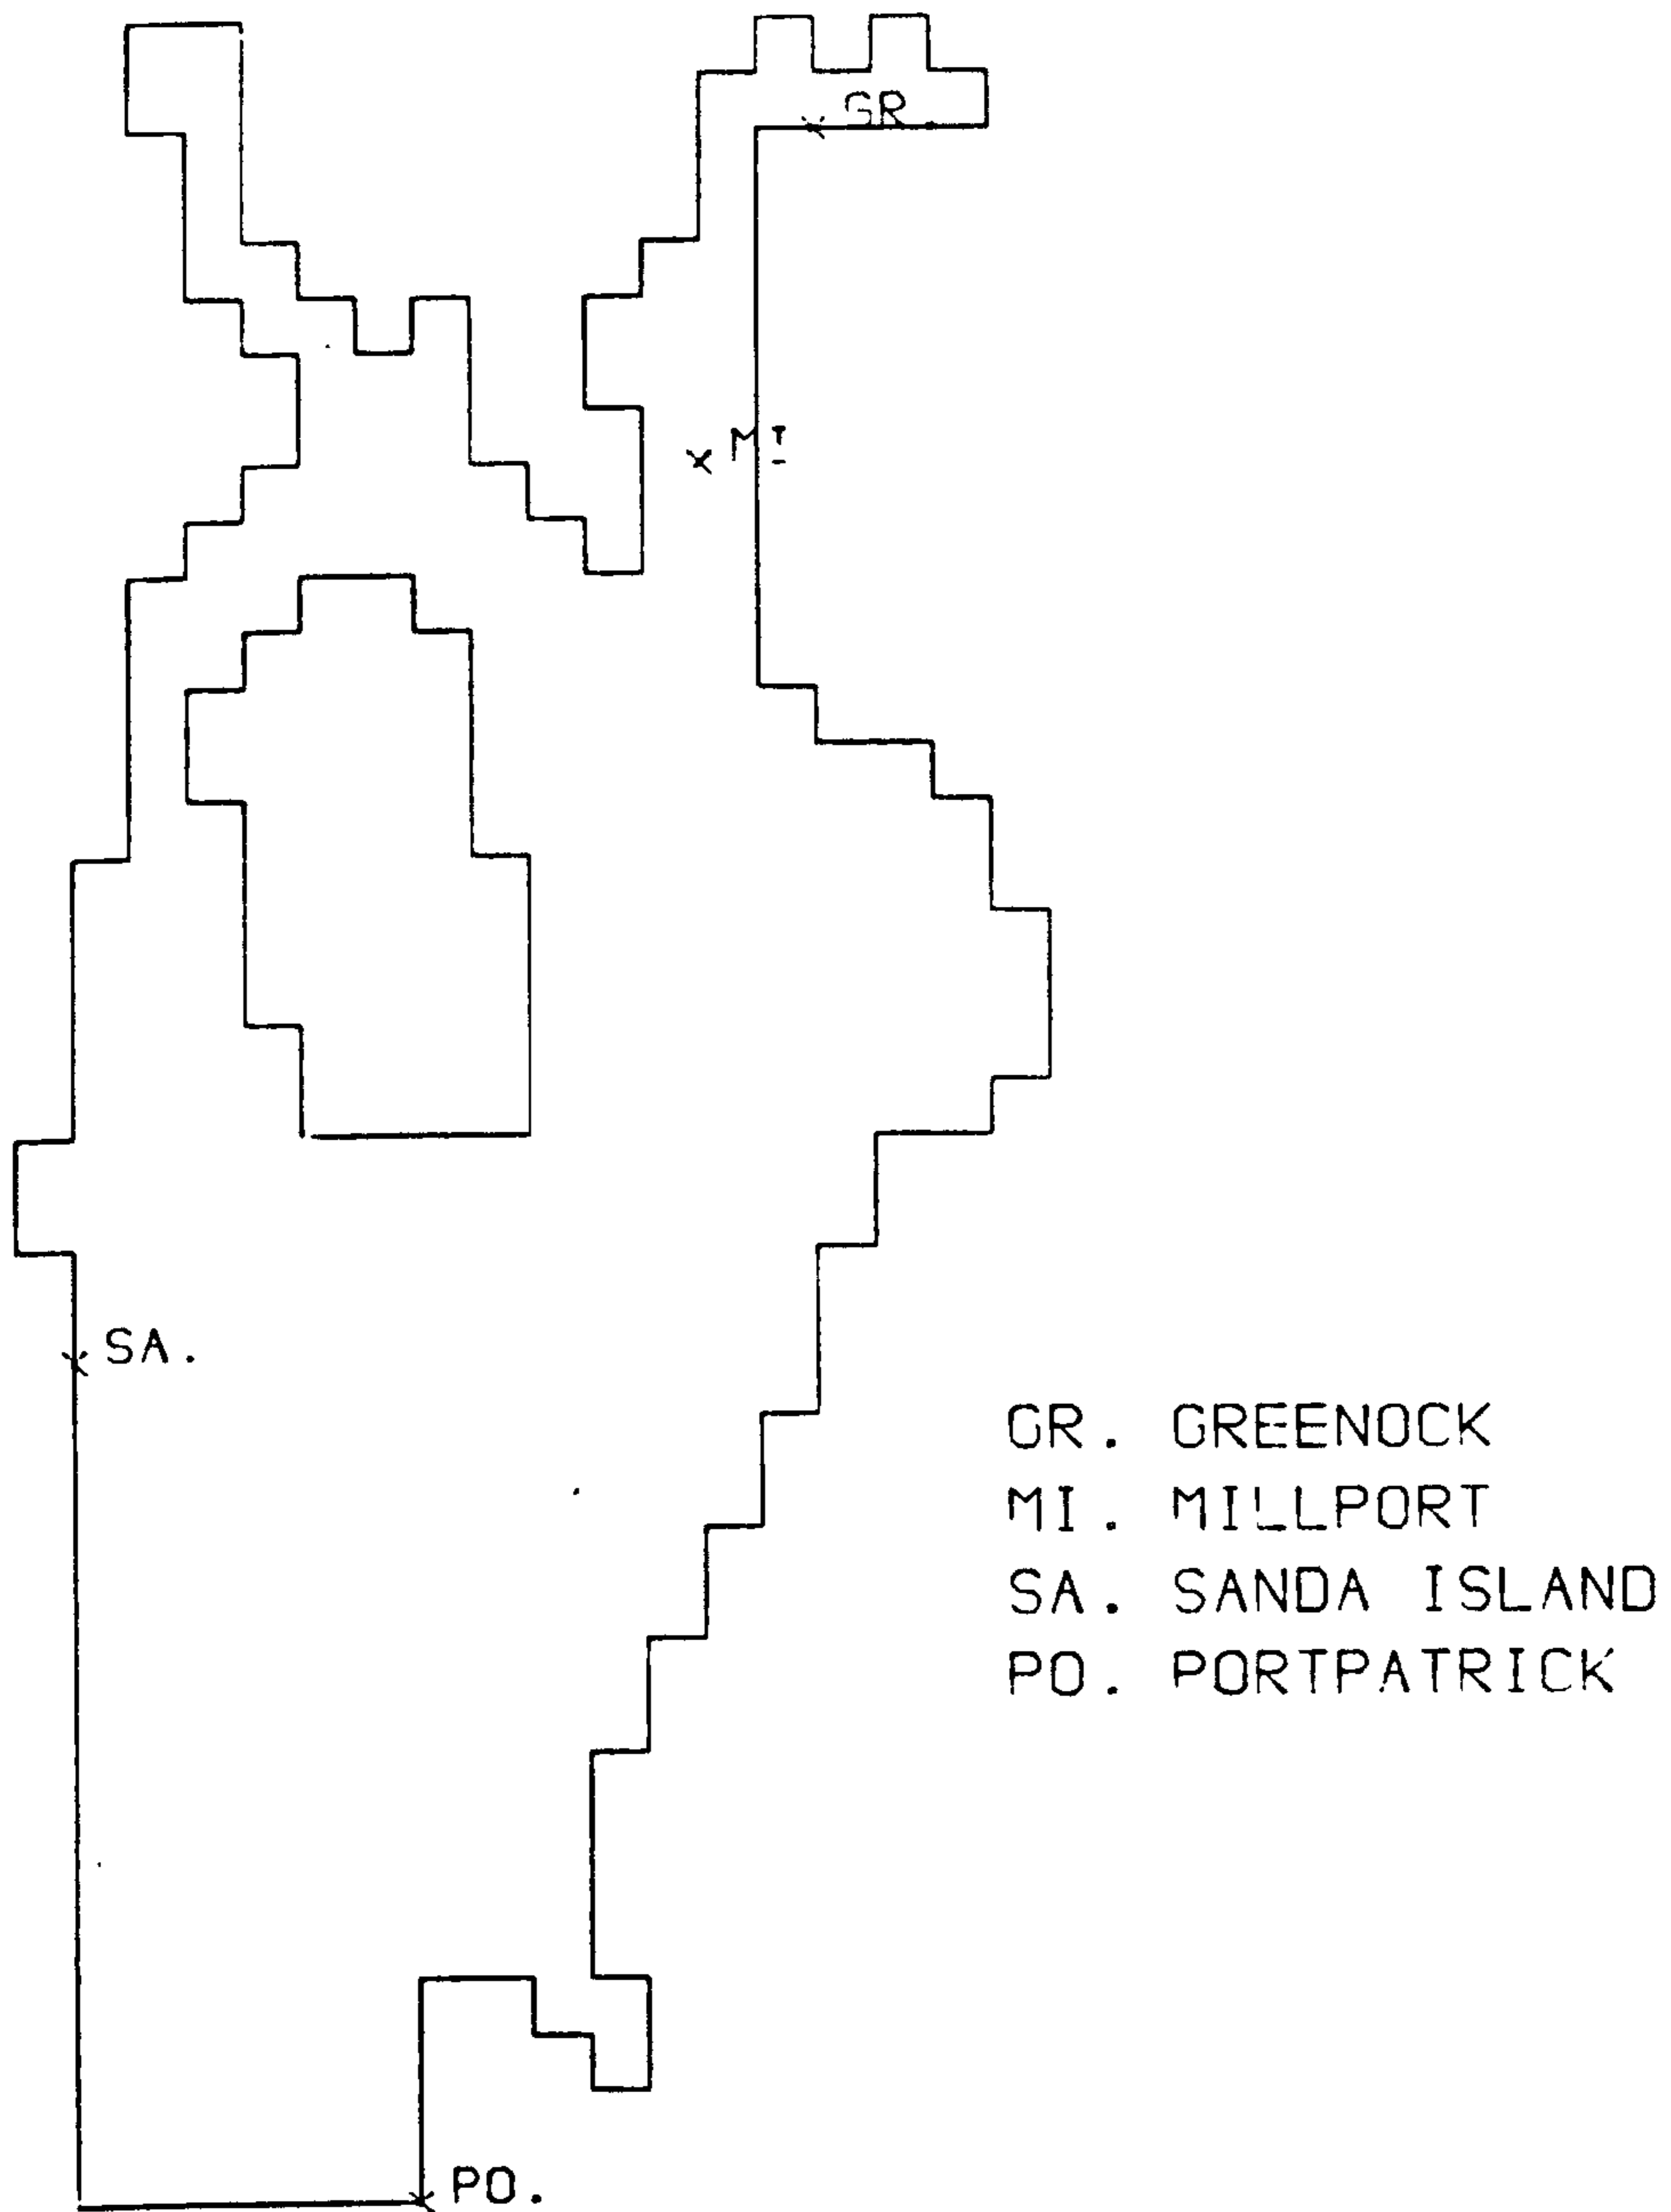 GR
MI
SA.
GR. GREENOCK
MI. MILLPORT
SA. SANDA ISLAND
PO. PORTPATRICK
PO.